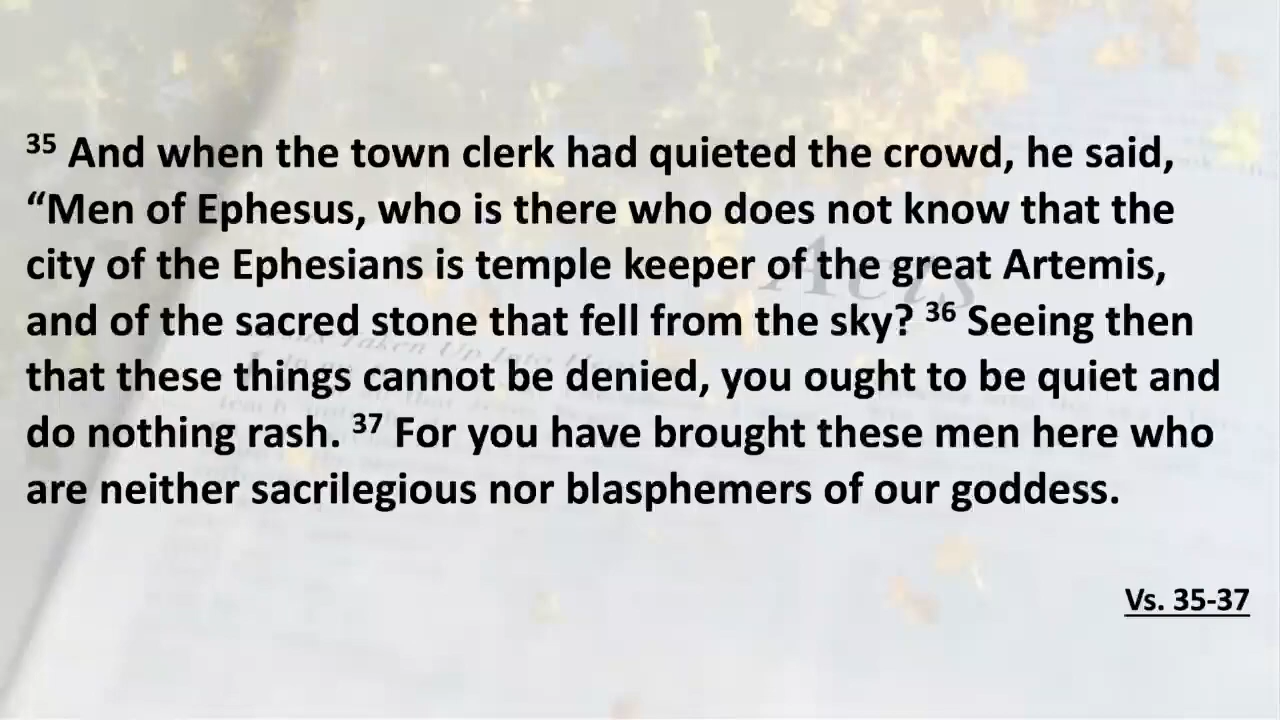 35 And when the town clerk had quieted the crowd, he said,
“Men of Ephesus, who is there who does not know that the
city of the Ephesians is temple keeper of the great Artemis,
and of the sacred stone that fell from the sky? 36 Seeing then
that these things cannot be denied, you ought to be quiet and
do nothing rash. 37 For you have brought these men here who
are neither sacrilegious nor blasphemers of our goddess.
Acts
Taken Up Into
Vs. 35-37